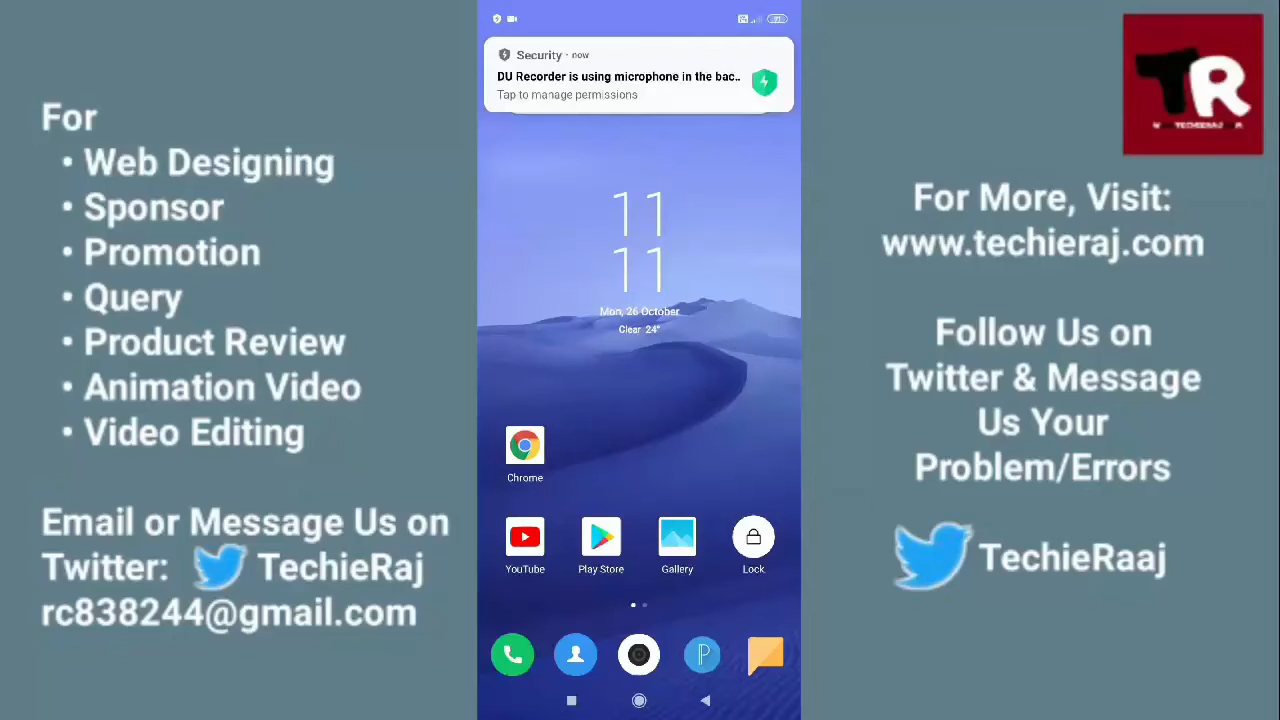 For
• Web Designing
• Sponsor
• Promotion
• Query
• Product Review
• Animation Video
• Video Editing
Email or Message Us on
Twitter: TechieRaj
rc838244@gmail.com
Security • now
DU Recorder is using microphone in the bac..
Tap to manage permissions
11
11
Mon, 26 October
Clear 24°
Chrome
YouTube
Play Store
Gallery
Lock
TR
For More, Visit:
www.techieraj.com
Follow Us on
Twitter & Message
Us Your
Problem/Errors
TechieRaaj